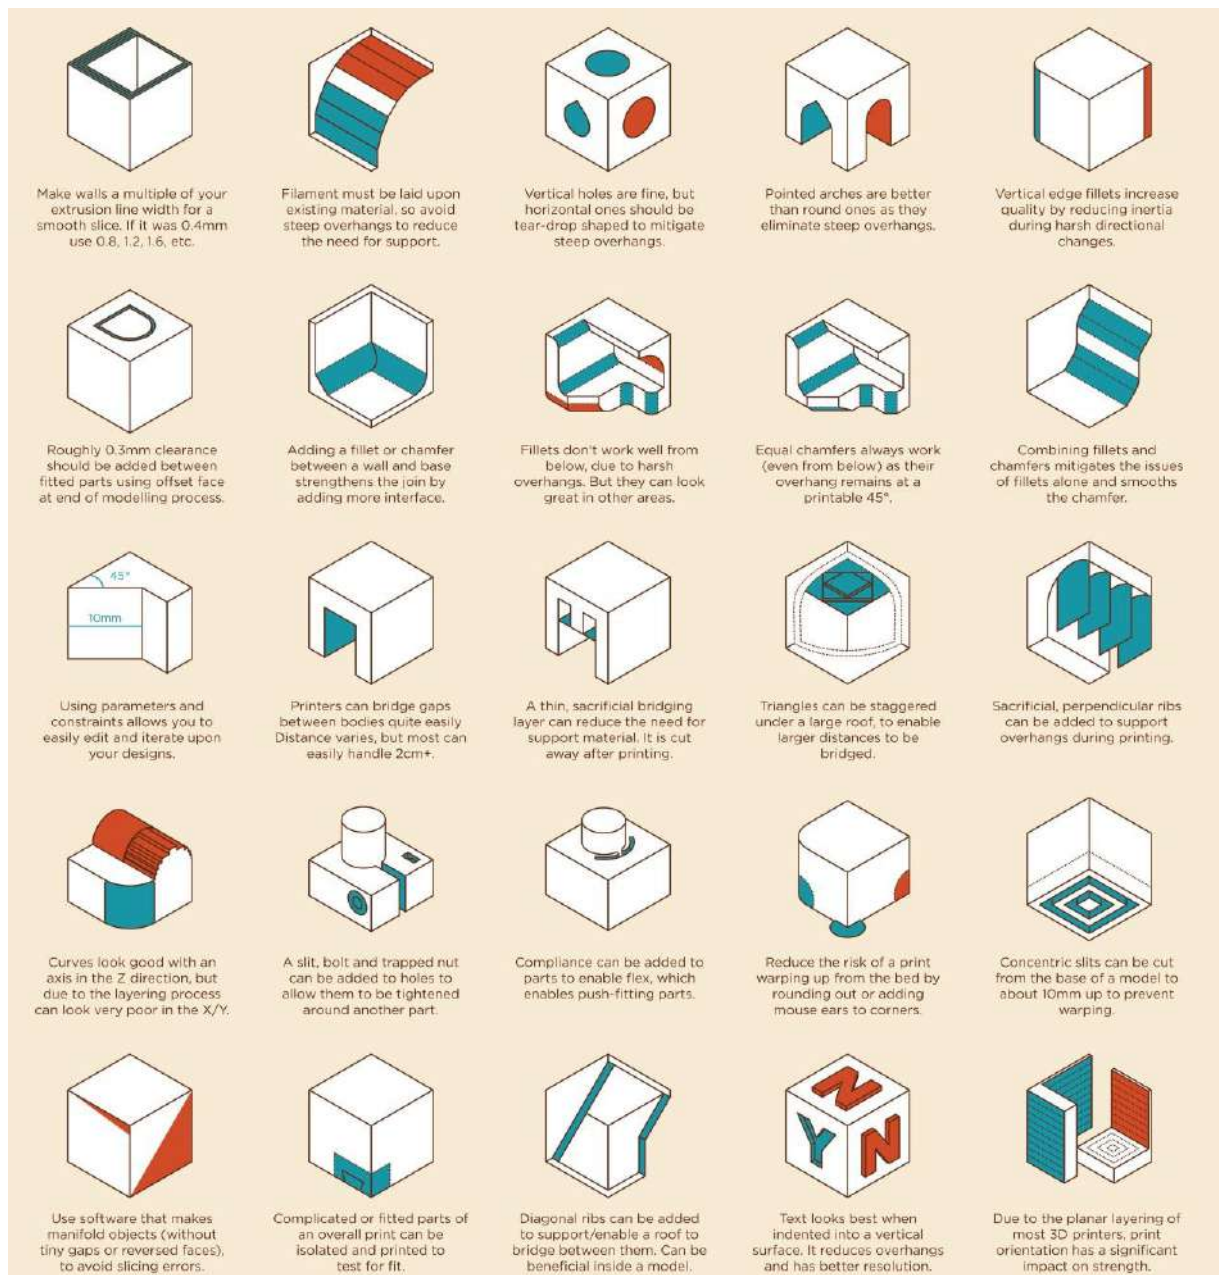 Make walls a multiple of your
extrusion line width for a
smooth slice. If it was 0.4mm
use 0.8, 1.2, 1.6, etc.
Filament must be laid upon
existing material, so avoid
steep overhangs to reduce
the need for support.
Vertical holes are fine, but
horizontal ones should be
tear-drop shaped to mitigate
steep overhangs.
Pointed arches are better
than round ones as they
eliminate steep overhangs.
Vertical edge fillets increase
quality by reducing inertia
during harsh directional
changes.
Roughly 0.3mm clearance
should be added between
fitted parts using offset face
at end of modelling process.
Adding a fillet or chamfer
between a wall and base
strengthens the join by
adding more interface.
Fillets don't work well from
below, due to harsh
overhangs. But they can look
great in other areas.
Equal chamfers always work
(even from below) as their
overhang remains at a
printable 45°.
Combining fillets and
chamfers mitigates the issues
of fillets alone and smooths
the chamfer.
45°
10mm
Using parameters and
constraints allows you to
easily edit and iterate upon
your designs.
Printers can bridge gaps
between bodies quite easily
Distance varies, but most can
easily handle 2cm+.
A thin, sacrificial bridging
layer can reduce the need for
support material. It is cut
away after printing.
Triangles can be staggered
under a large roof, to enable
larger distances to be
bridged.
Sacrificial, perpendicular ribs
can be added to support
overhangs during printing.
Curves look good with an
axis in the Z direction, but
due to the layering process
can look very poor in the X/Y.
A slit, bolt and trapped nut
can be added to holes to
allow them to be tightened
around another part.
Compliance can be added to
parts to enable flex, which
enables push-fitting parts.
Reduce the risk of a print
warping up from the bed by
rounding out or adding
mouse ears to corners.
Concentric slits can be cut
from the base of a model to
about 10mm up to prevent
warping.
Use software that makes
manifold objects (without
tiny gaps or reversed faces),
to avoid slicing errors.
Complicated or fitted parts of
an overall print can be
isolated and printed to
test for fit.
Diagonal ribs can be added
to support/enable a roof to
bridge between them. Can be
beneficial inside a model.
N
Y N
Text looks best when
indented into a vertical
surface. It reduces overhangs
and has better resolution.
Due to the planar layering of
most 3D printers, print
orientation has a significant
impact on strength.